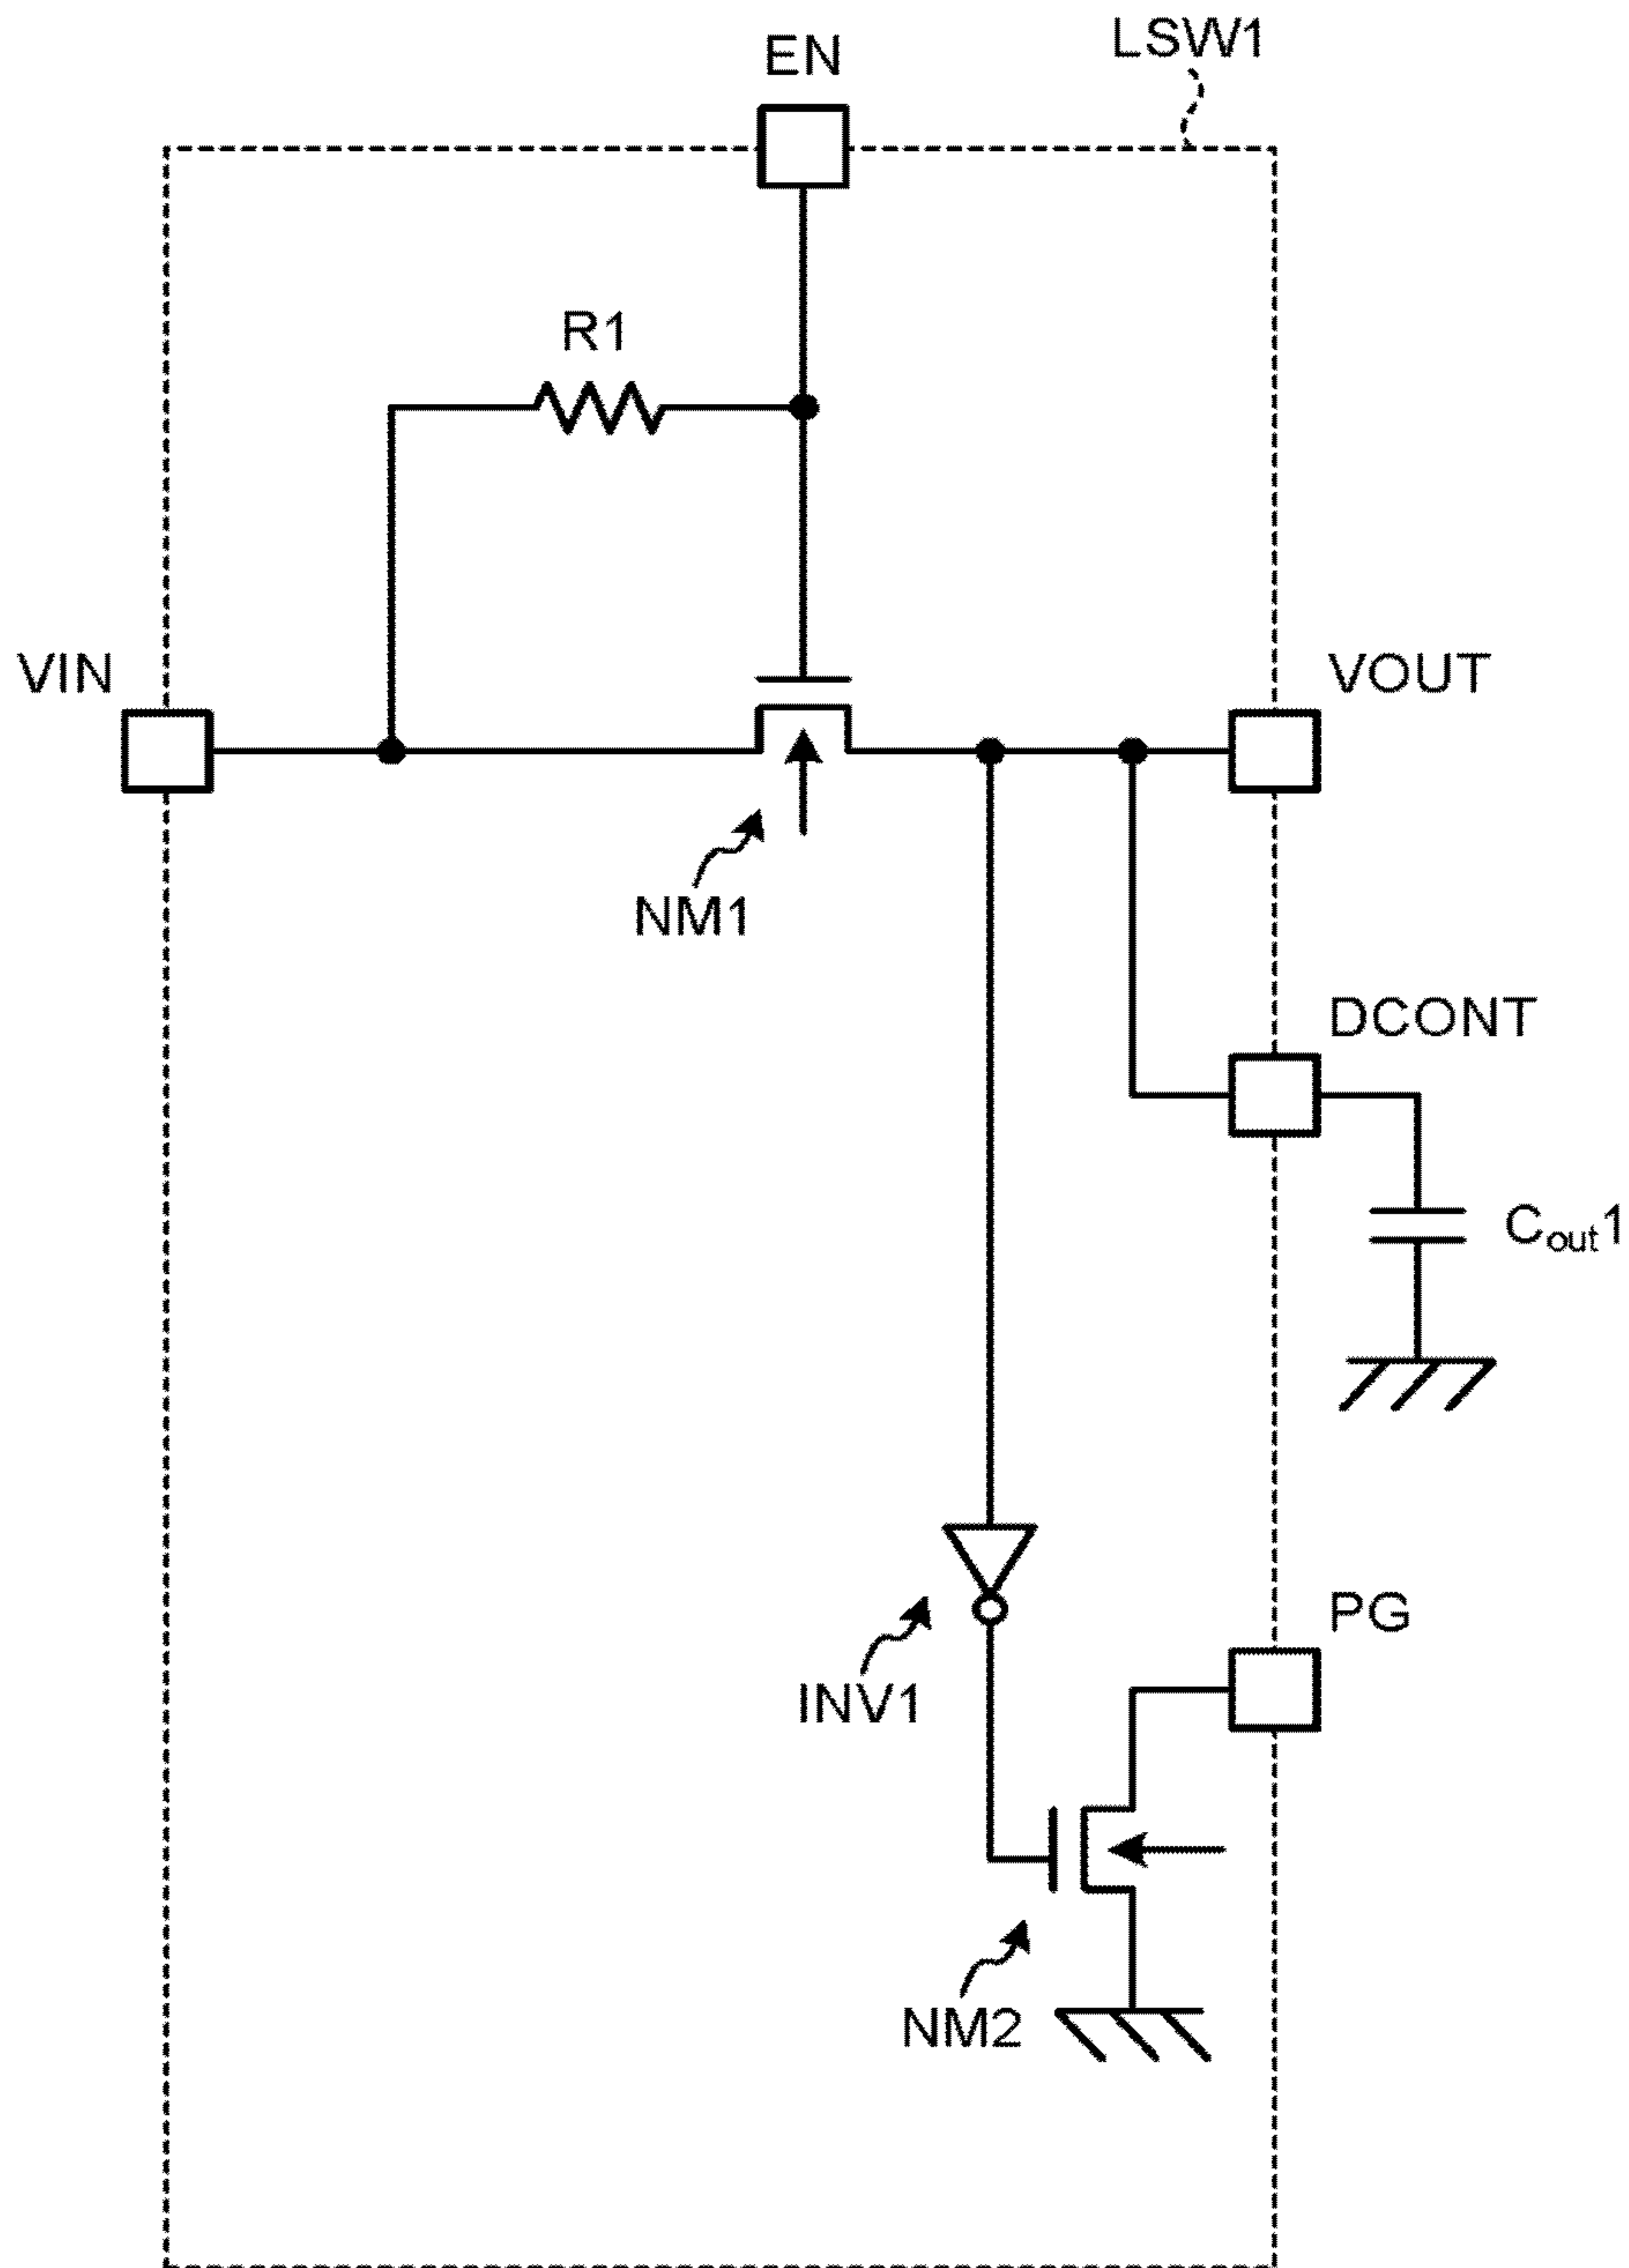 LSW1
EN
R1
VIN
VOUT
NM1
DCONT
Cout1
PG
INV1
NM2